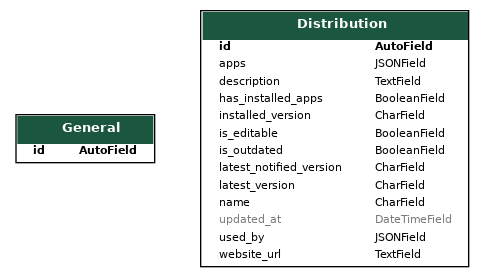 General
id AutoField
Distribution
id AutoField
apps JSONField
description TextField
has_installed_apps BooleanField
installed_version CharField
is_editable BooleanField
is_outdated BooleanField
latest_notified_version CharField
latest_version CharField
name CharField
updated_at DateTimeField
used_by JSONField
website_url TextField